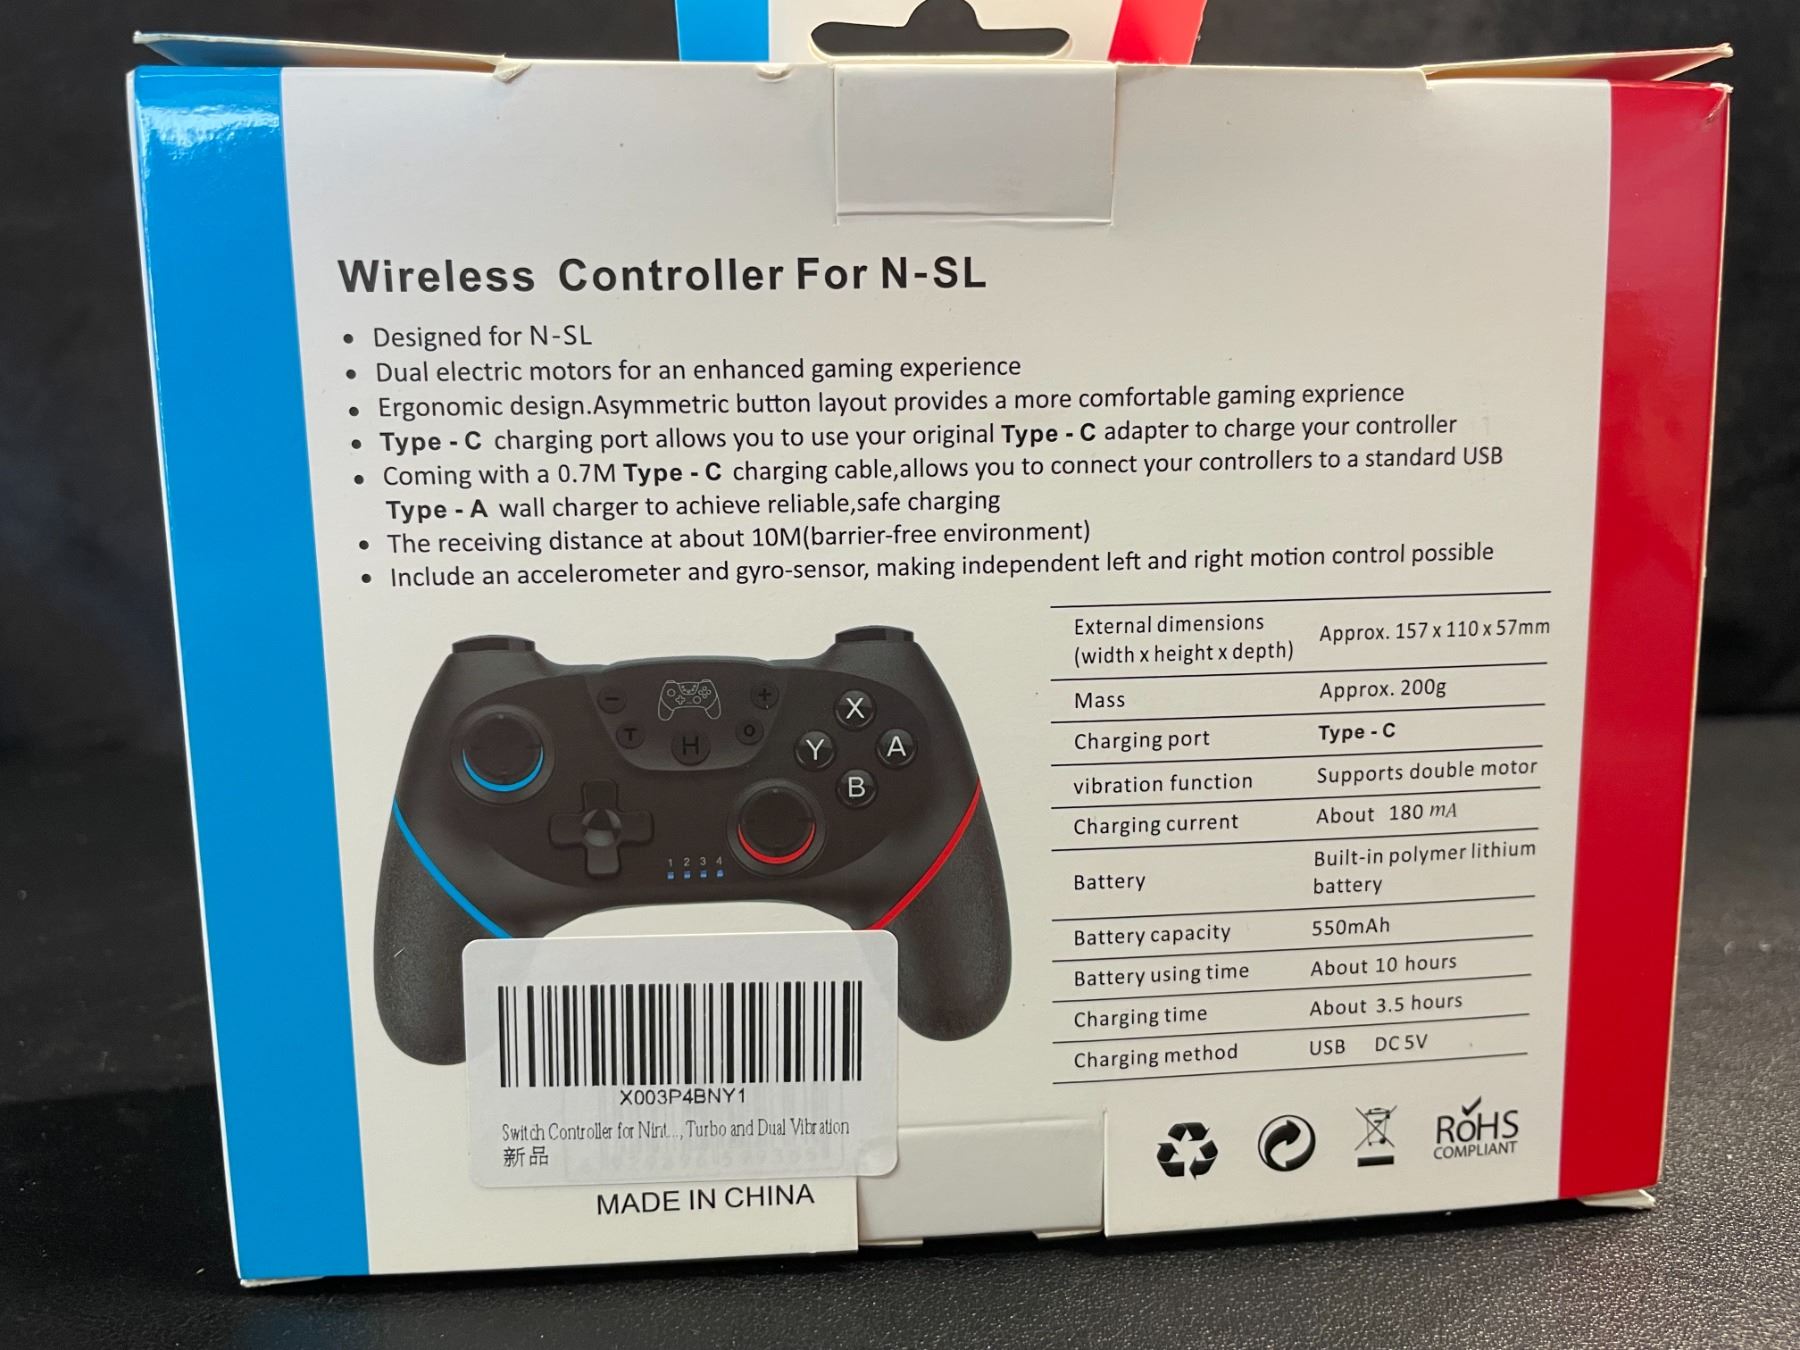 Wireless Controller For N-SL
• Designed for N-SL
• Dual electric motors for an enhanced gaming experience
• Ergonomic design.Asymmetric button layout provides a more comfortable gaming exprience
• Type - C charging port allows you to use your original Type - C adapter to charge your controller
• Coming with a 0.7M Type - C charging cable,allows you to connect your controllers to a standard USB
Type - A wall charger to achieve reliable,safe charging
• The receiving distance at about 10M(barrier-free environment)
• Include an accelerometer and gyro-sensor, making independent left and right motion control possible
External dimensions
(width x height x depth) Approx. 157 x 110 x 57mm
Mass Approx. 200g
Charging port Type - C
vibration function Supports double motor
Charging current About 180 mA
Battery Built-in polymer lithium
battery
Battery capacity 550mAh
Battery using time About 10 hours
Charging time About 3.5 hours
Charging method USB DC 5V
− +
T H O
X
Y A
B
1 2 3 4
X003P4BNY1
Switch Controller for Nint..., Turbo and Dual Vibration
新品
MADE IN CHINA
RoHS
COMPLIANT